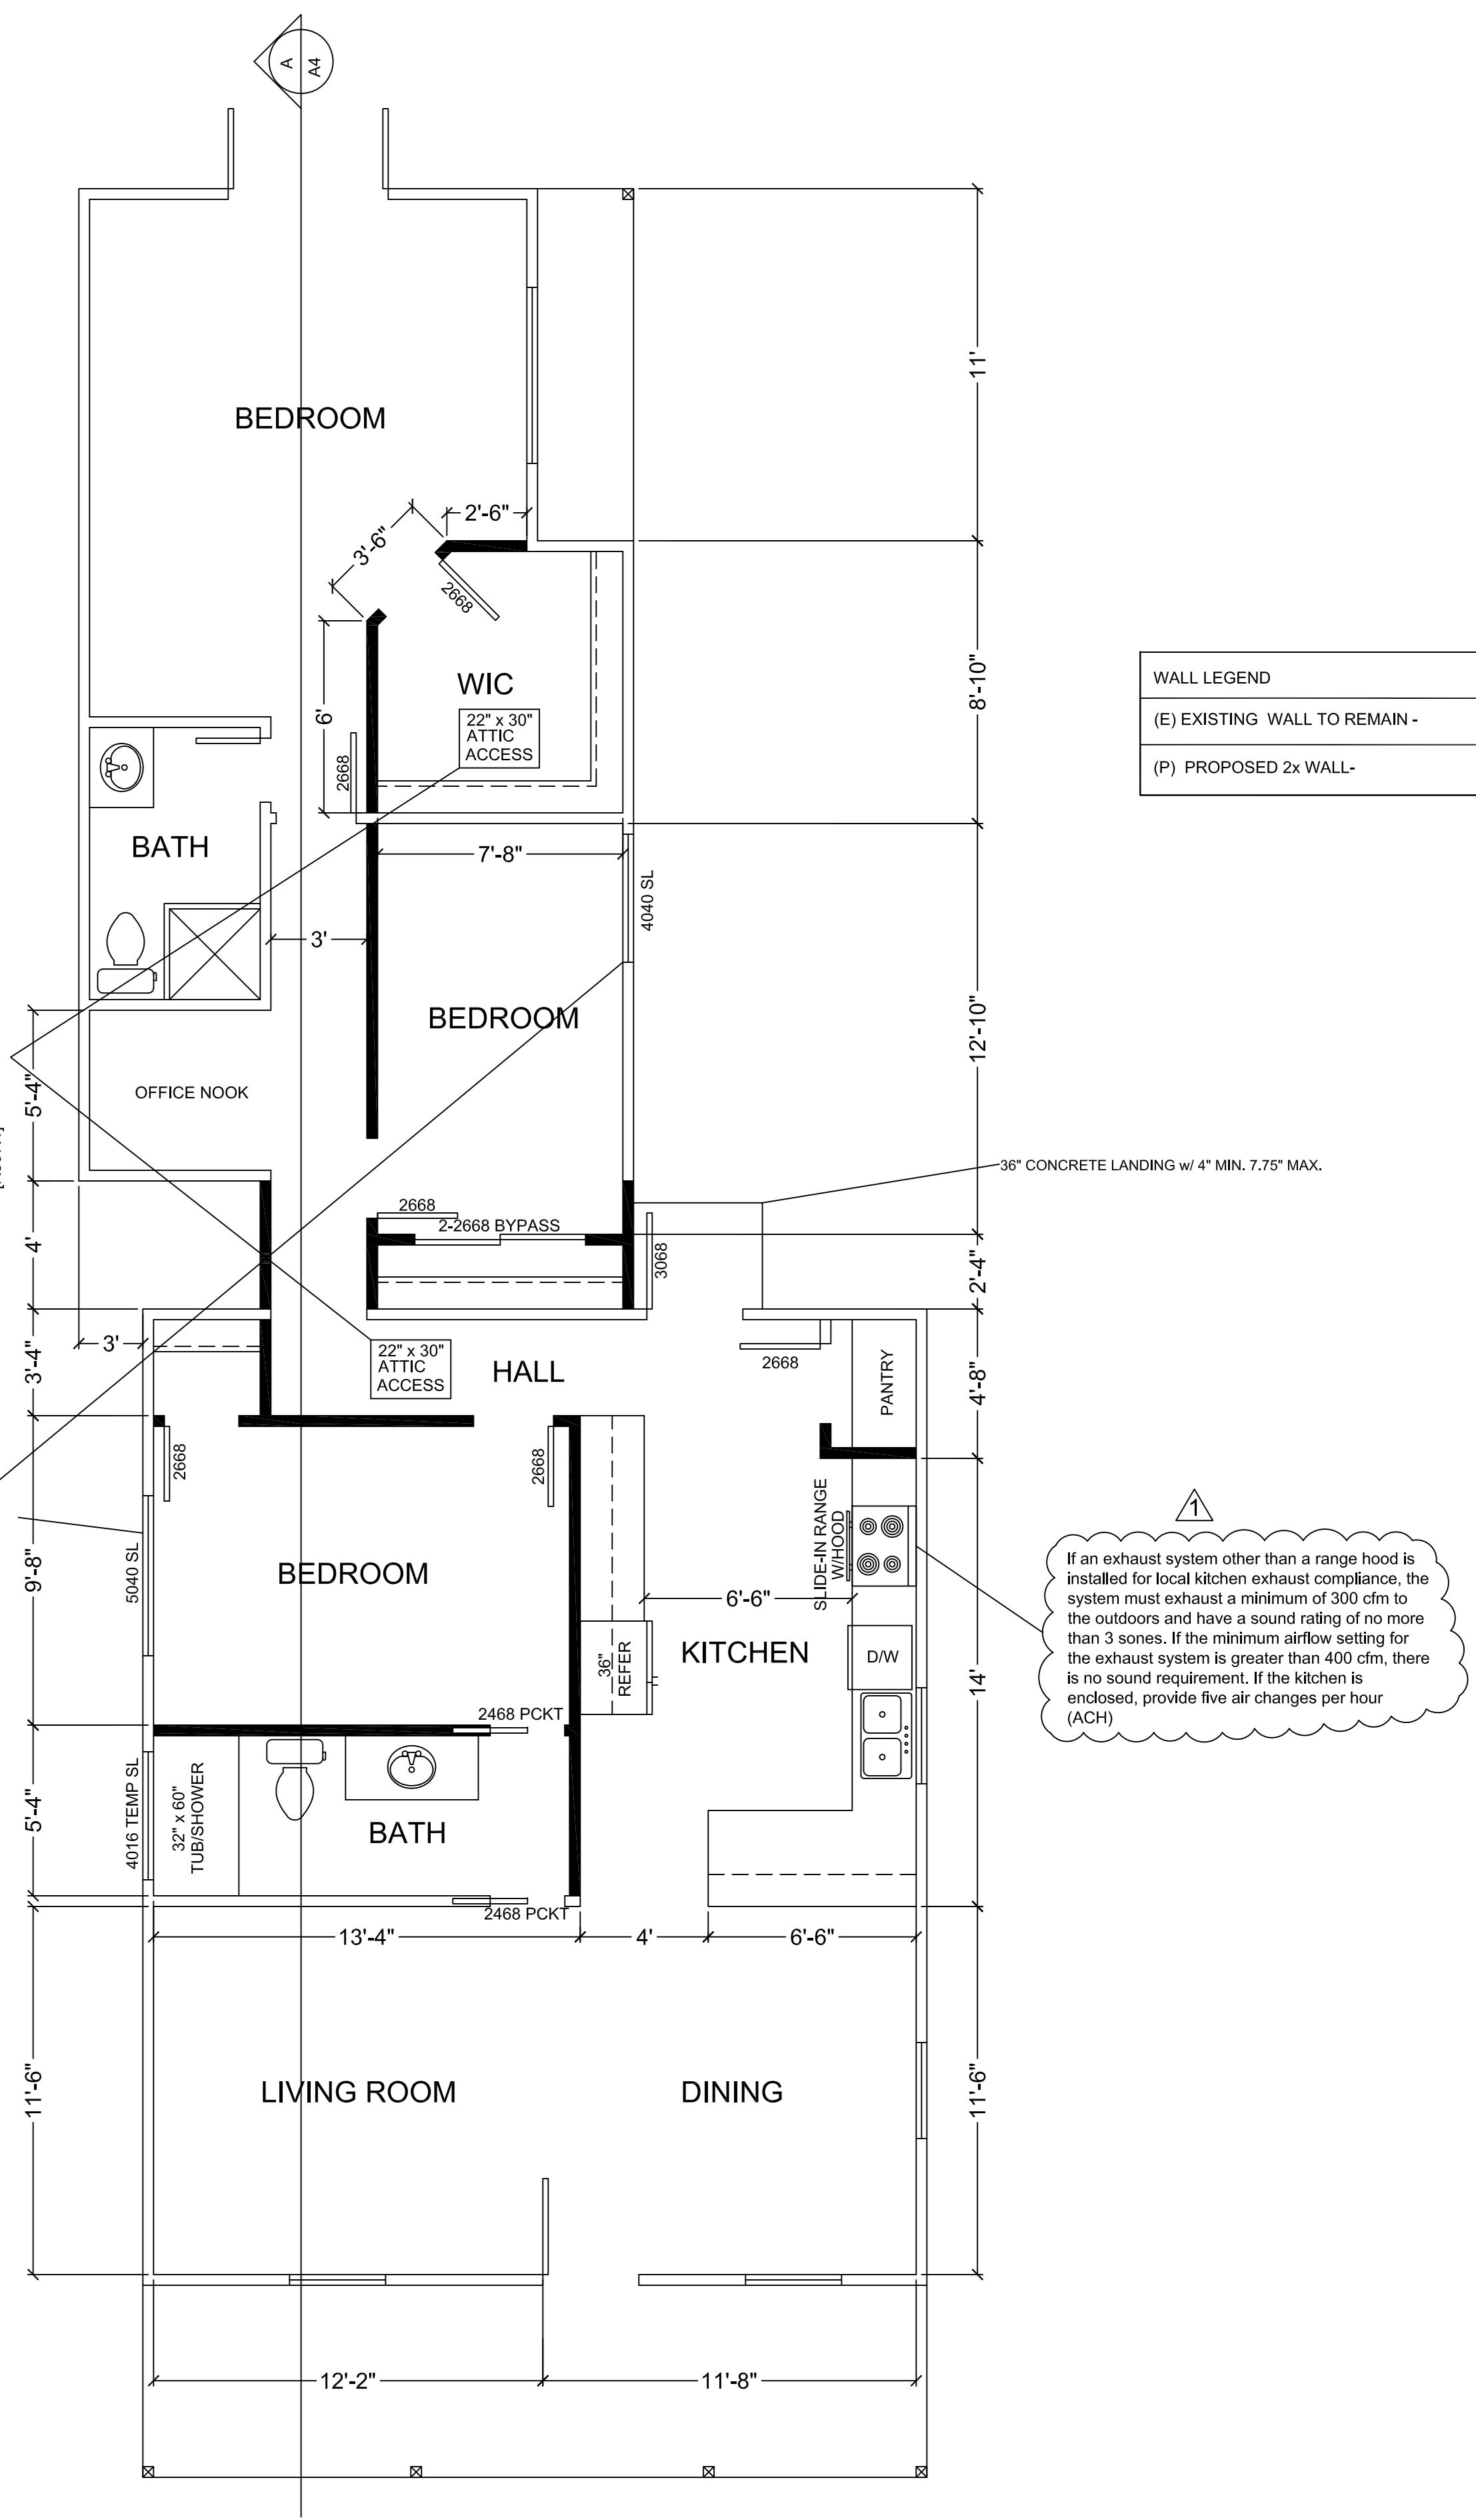 A
A4
BEDROOM
11'
2'-6"
3'-6"
2668
WIC
22" x 30"
ATTIC
ACCESS
6'
2668
8'-10"
WALL LEGEND
(E) EXISTING WALL TO REMAIN -
(P) PROPOSED 2x WALL-
BATH
7'-8"
4040 SL
3'
BEDROOM
12'-10"
OFFICE NOOK
5'-4"
36" CONCRETE LANDING w/ 4" MIN. 7.75" MAX.
2668
2-2668 BYPASS
3068
4'
2'-4"
3'
3'-4"
22" x 30"
ATTIC
ACCESS
HALL
2668
PANTRY
4'-8"
2668
2668
SLIDE-IN RANGE
W/HOOD
1
If an exhaust system other than a range hood is
installed for local kitchen exhaust compliance, the
system must exhaust a minimum of 300 cfm to
the outdoors and have a sound rating of no more
than 3 sones. If the minimum airflow setting for
the exhaust system is greater than 400 cfm, there
is no sound requirement. If the kitchen is
enclosed, provide five air changes per hour
(ACH)
9'-8"
5040 SL
BEDROOM
6'-6"
36"
REFER
KITCHEN
D/W
14'
2468 PCKT
5'-4"
4016 TEMP SL
32" x 60"
TUB/SHOWER
BATH
2468 PCKT
13'-4"
4'
6'-6"
11'-6"
LIVING ROOM
DINING
11'-6"
12'-2"
11'-8"